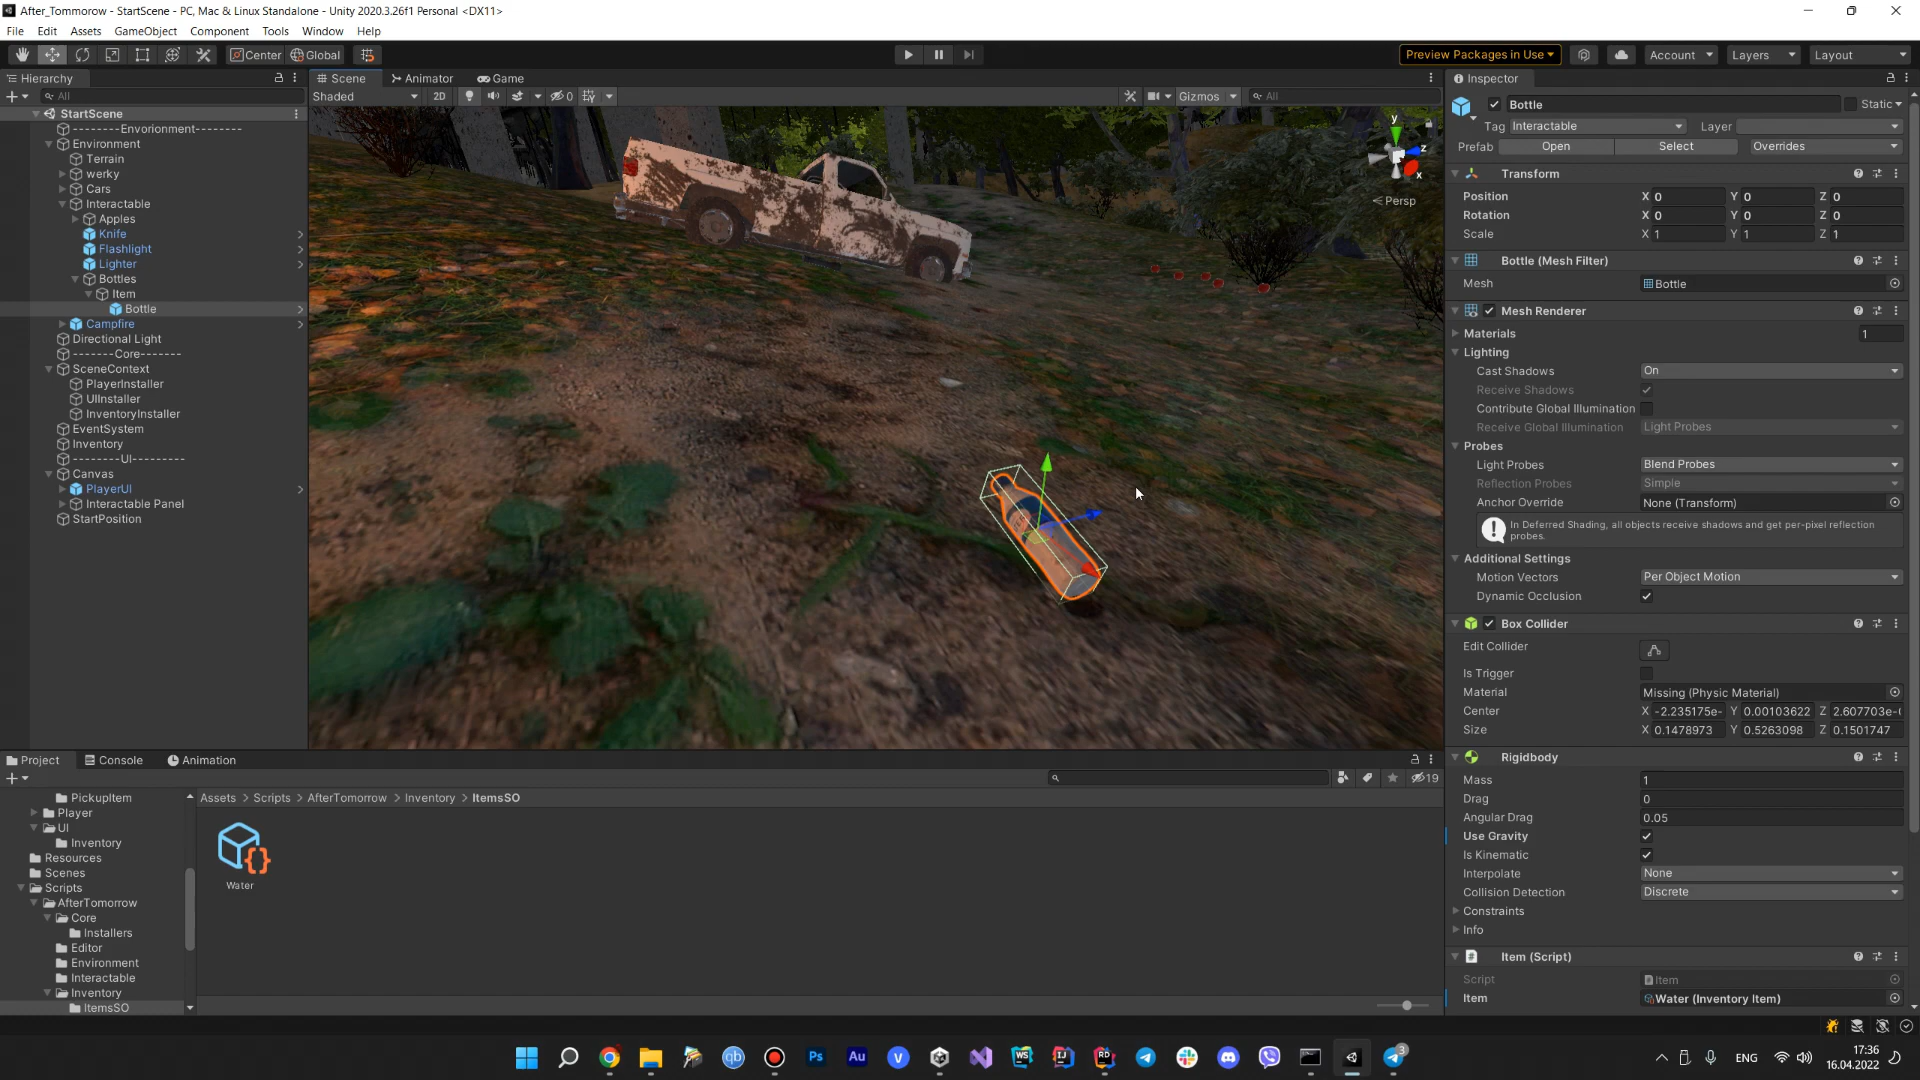 After_Tommorow - StartScene - PC, Mac & Linux Standalone - Unity 2020.3.26f1 Personal <DX11>
File Edit Assets GameObject Component Tools Window Help
Center Global
Preview Packages in Use
Account
Layers
Layout
Hierarchy
All
StartScene
--------Envorionment--------
Environment
Terrain
werky
Cars
Interactable
Apples
Knife
Flashlight
Lighter
Bottles
Item
Bottle
Campfire
Directional Light
-------Core-------
SceneContext
PlayerInstaller
UIInstaller
InventoryInstaller
EventSystem
Inventory
--------UI---------
Canvas
PlayerUI
Interactable Panel
StartPosition
Scene Animator Game
Shaded 2D 0 Gizmos All
y
z
x
Persp
Inspector
Bottle Static
Tag Interactable Layer
Prefab Open Select Overrides
Transform
Position X 0 Y 0 Z 0
Rotation X 0 Y 0 Z 0
Scale X 1 Y 1 Z 1
Bottle (Mesh Filter)
Mesh Bottle
Mesh Renderer
Materials 1
Lighting
Cast Shadows On
Receive Shadows
Contribute Global Illumination
Receive Global Illumination Light Probes
Probes
Light Probes Blend Probes
Reflection Probes Simple
Anchor Override None (Transform)
In Deferred Shading, all objects receive shadows and get per-pixel reflection
probes.
Additional Settings
Motion Vectors Per Object Motion
Dynamic Occlusion
Box Collider
Edit Collider
Is Trigger
Material Missing (Physic Material)
Center X -2.235175e- Y 0.00103622 Z 2.607703e-(
Size X 0.1478973 Y 0.5263098 Z 0.1501747
Rigidbody
Mass 1
Drag 0
Angular Drag 0.05
Use Gravity
Is Kinematic
Interpolate None
Collision Detection Discrete
Constraints
Info
Item (Script)
Script Item
Item Water (Inventory Item)
Project Console Animation
19
PickupItem
Player
UI
Inventory
Resources
Scenes
Scripts
AfterTomorrow
Core
Installers
Editor
Environment
Interactable
Inventory
ItemsSO
Assets > Scripts > AfterTomorrow > Inventory > ItemsSO
Water
qb Ps Au V WS IJ RD 3
ENG
17:36
16.04.2022